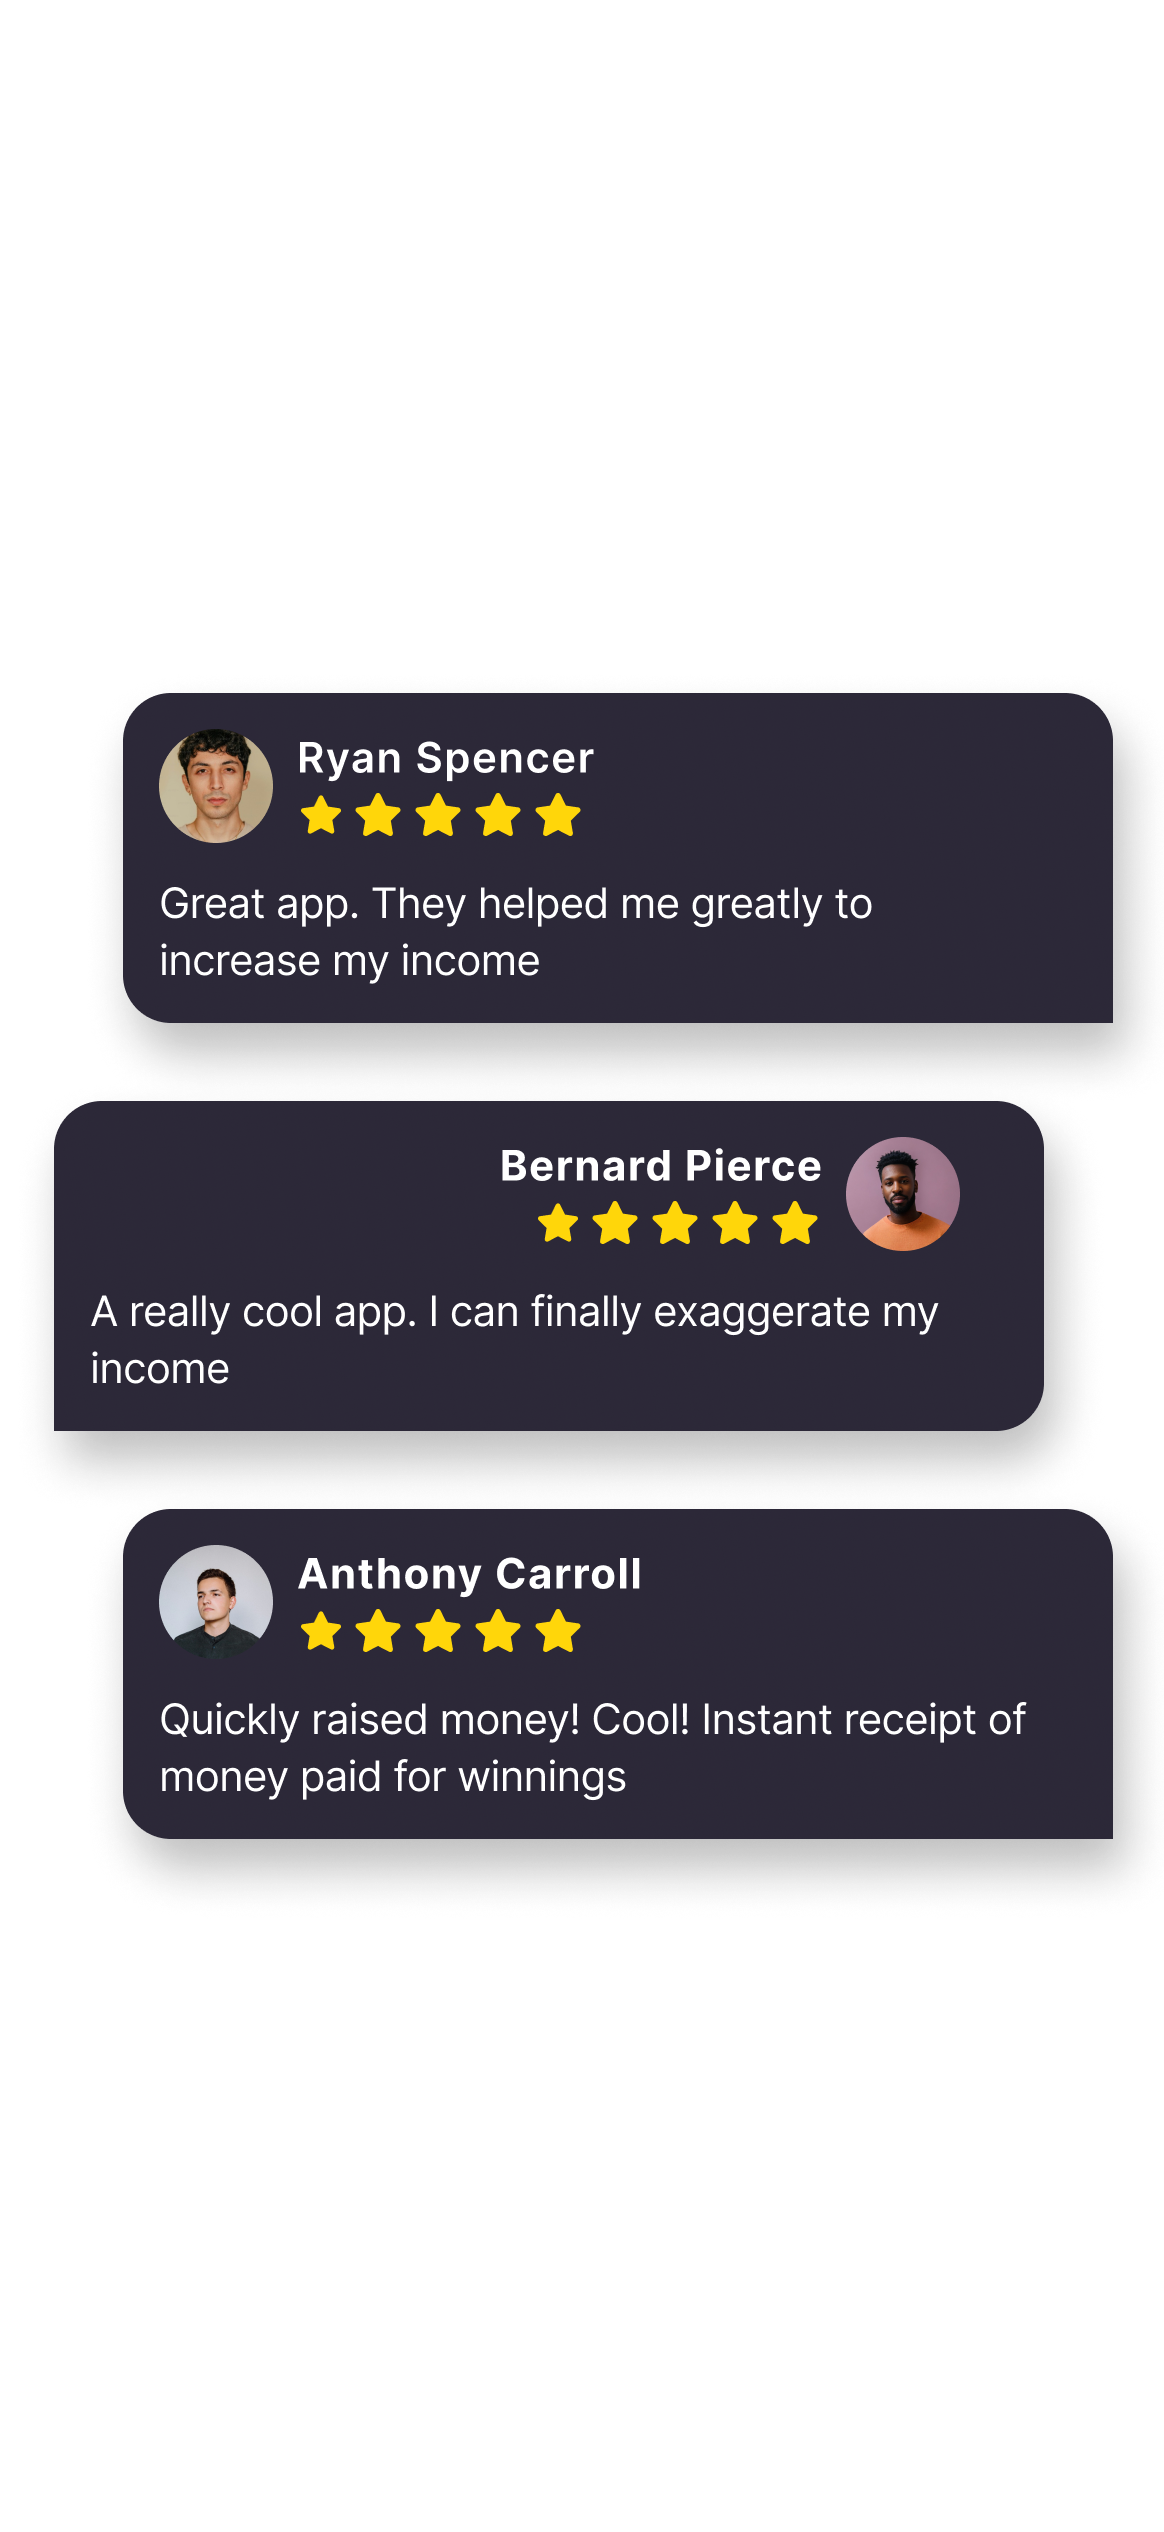 Ryan Spencer
Great app. They helped me greatly to
increase my income
Bernard Pierce
A really cool app. I can finally exaggerate my
income
Anthony Carroll
Quickly raised money! Cool! Instant receipt of
money paid for winnings